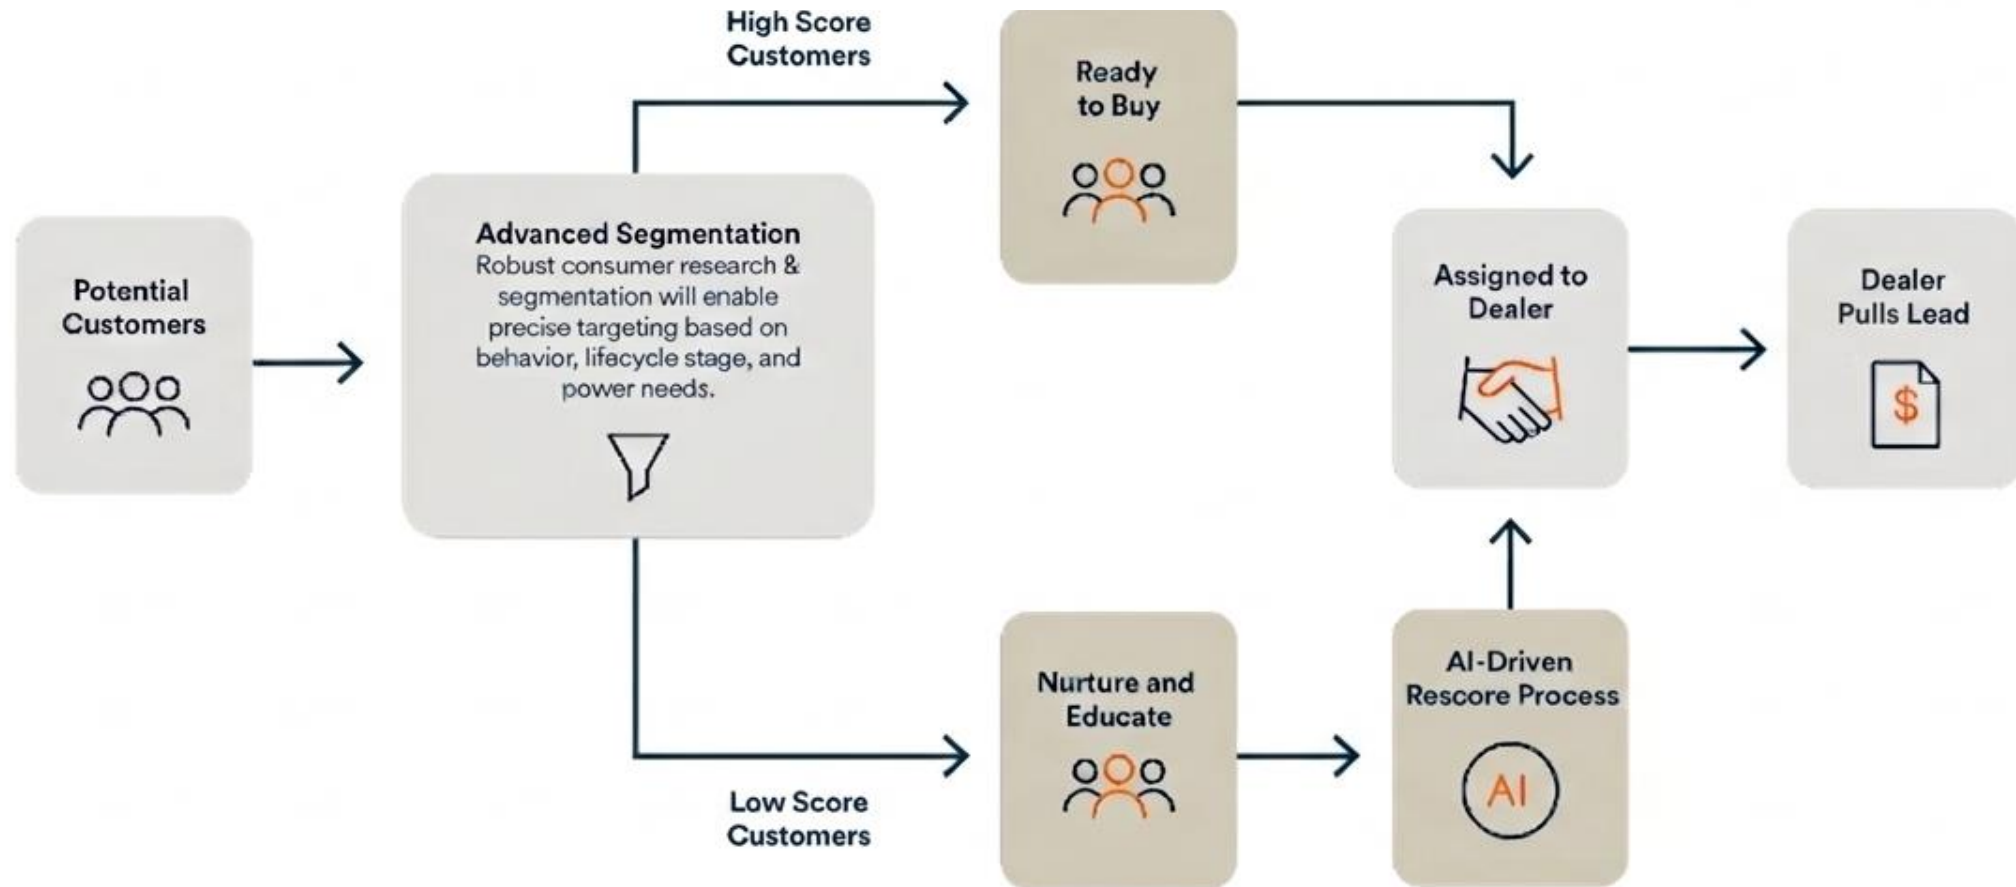 High Score
Customers
Ready
to Buy
Advanced Segmentation
Robust consumer research &
segmentation will enable
precise targeting based on
behavior, lifecycle stage, and
power needs.
Potential
Customers
Assigned to
Dealer
Dealer
Pulls Lead
$
Nurture and
Educate
AI-Driven
Rescore Process
AI
Low Score
Customers